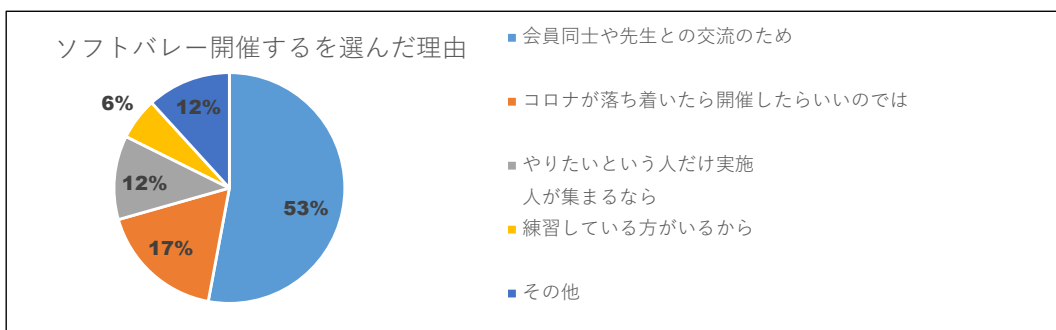 ソフトバレー開催するを選んだ理由
会員同士や先生との交流のため
コロナが落ち着いたら開催したらいいのでは
やりたいという人だけ実施
人が集まるなら
練習している方がいるから
その他
53%
17%
12%
6%
12%